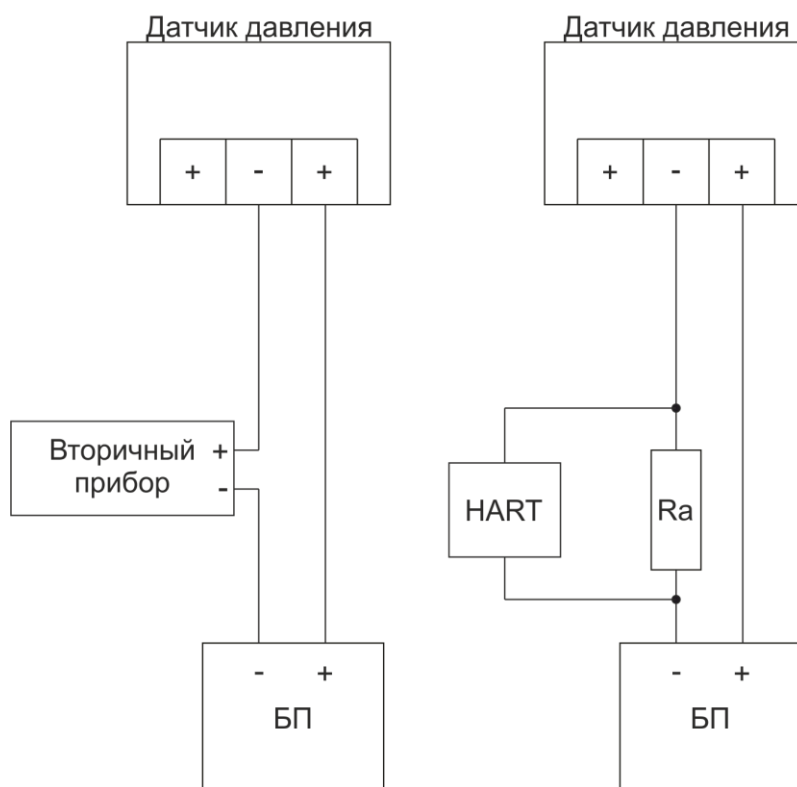 Датчик давления
+ - +
Вторичный +
прибор -
- +
БП
Датчик давления
+ - +
HART
Ra
- +
БП